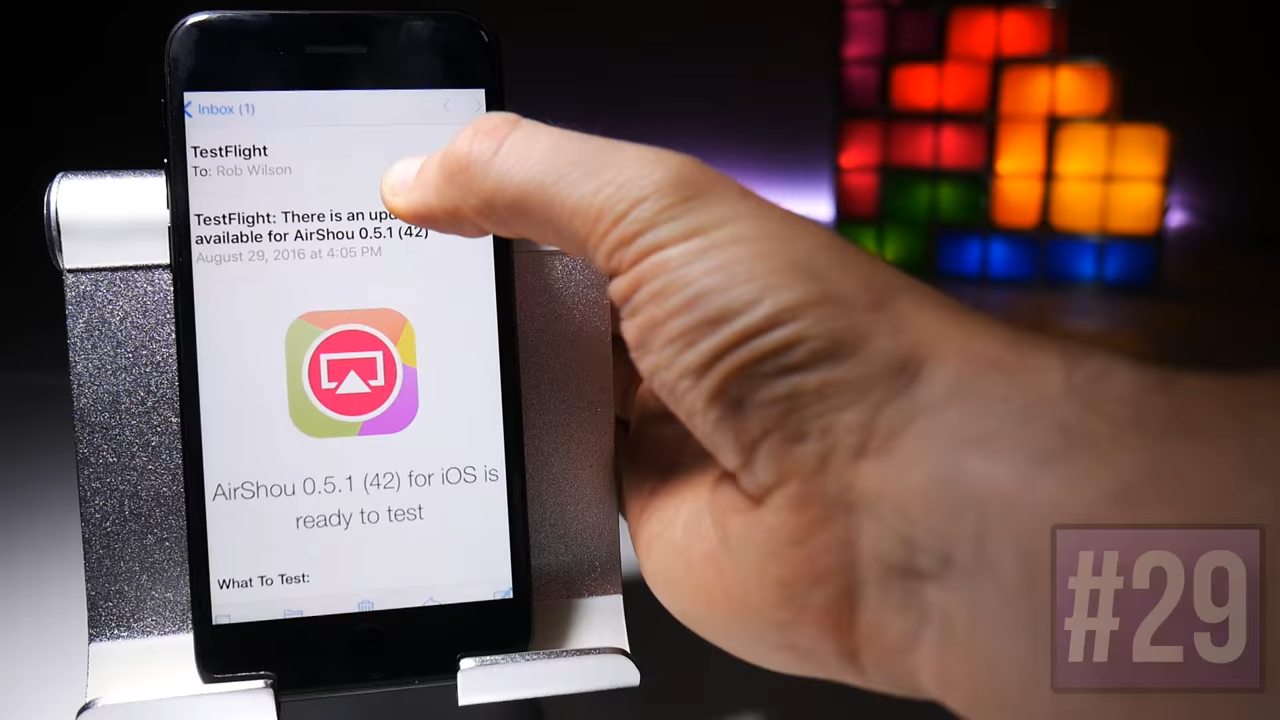 Inbox (1)
TestFlight
To: Rob Wilson
TestFlight: There is an
available for AirShou 0.5.1 (42)
August 29, 2016 at 4:05 PM
AirShou 0.5.1 (42) for iOS is
ready to test
What To Test:
#29